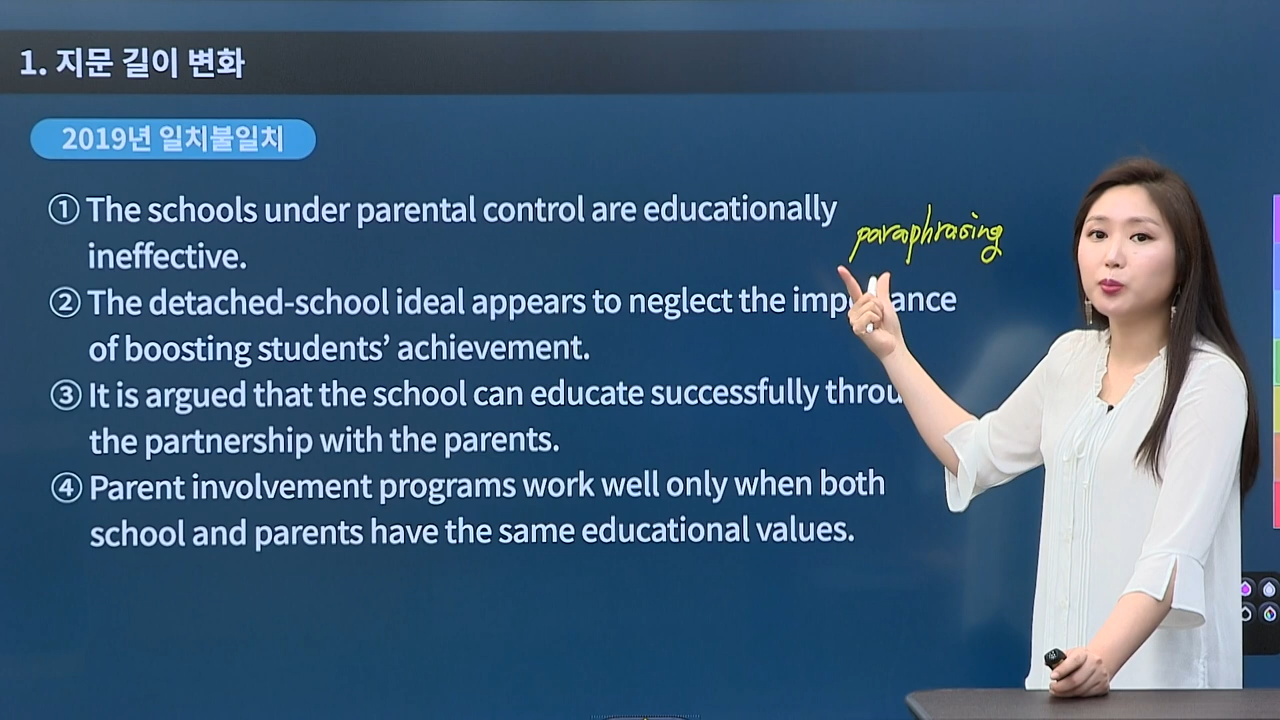 1. 지문 길이 변화
2019년 일치불일치
① The schools under parental control are educationally
ineffective.
paraphrasing
② The detached-school ideal appears to neglect the
of boosting students’ achievement.
③ It is argued that the school can educate successfully
the partnership with the parents.
④ Parent involvement programs work well only when both
school and parents have the same educational values.